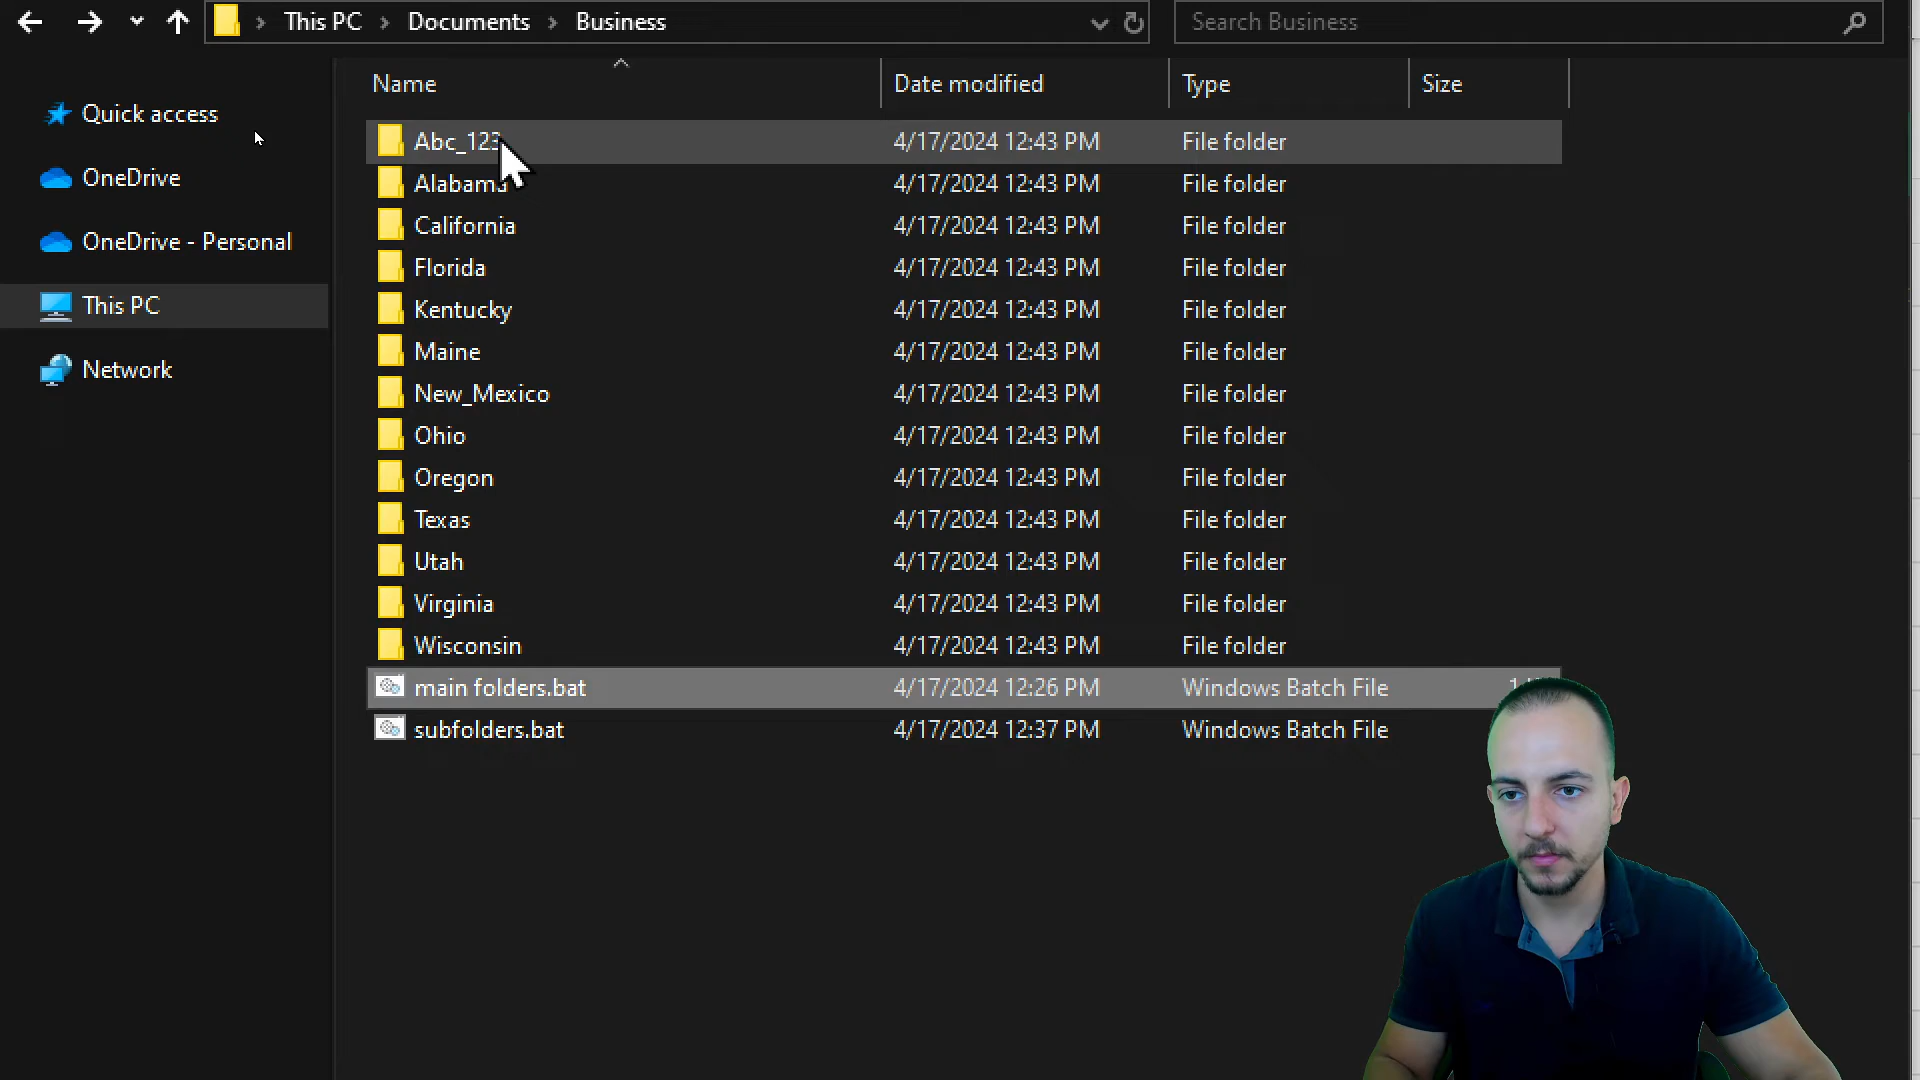 This PC > Documents > Business
Search Business
Name Date modified Type Size
Quick access
OneDrive
OneDrive - Personal
This PC
Network
Abc_123 4/17/2024 12:43 PM File folder
Alabama 4/17/2024 12:43 PM File folder
California 4/17/2024 12:43 PM File folder
Florida 4/17/2024 12:43 PM File folder
Kentucky 4/17/2024 12:43 PM File folder
Maine 4/17/2024 12:43 PM File folder
New_Mexico 4/17/2024 12:43 PM File folder
Ohio 4/17/2024 12:43 PM File folder
Oregon 4/17/2024 12:43 PM File folder
Texas 4/17/2024 12:43 PM File folder
Utah 4/17/2024 12:43 PM File folder
Virginia 4/17/2024 12:43 PM File folder
Wisconsin 4/17/2024 12:43 PM File folder
main folders.bat 4/17/2024 12:26 PM Windows Batch File
subfolders.bat 4/17/2024 12:37 PM Windows Batch File